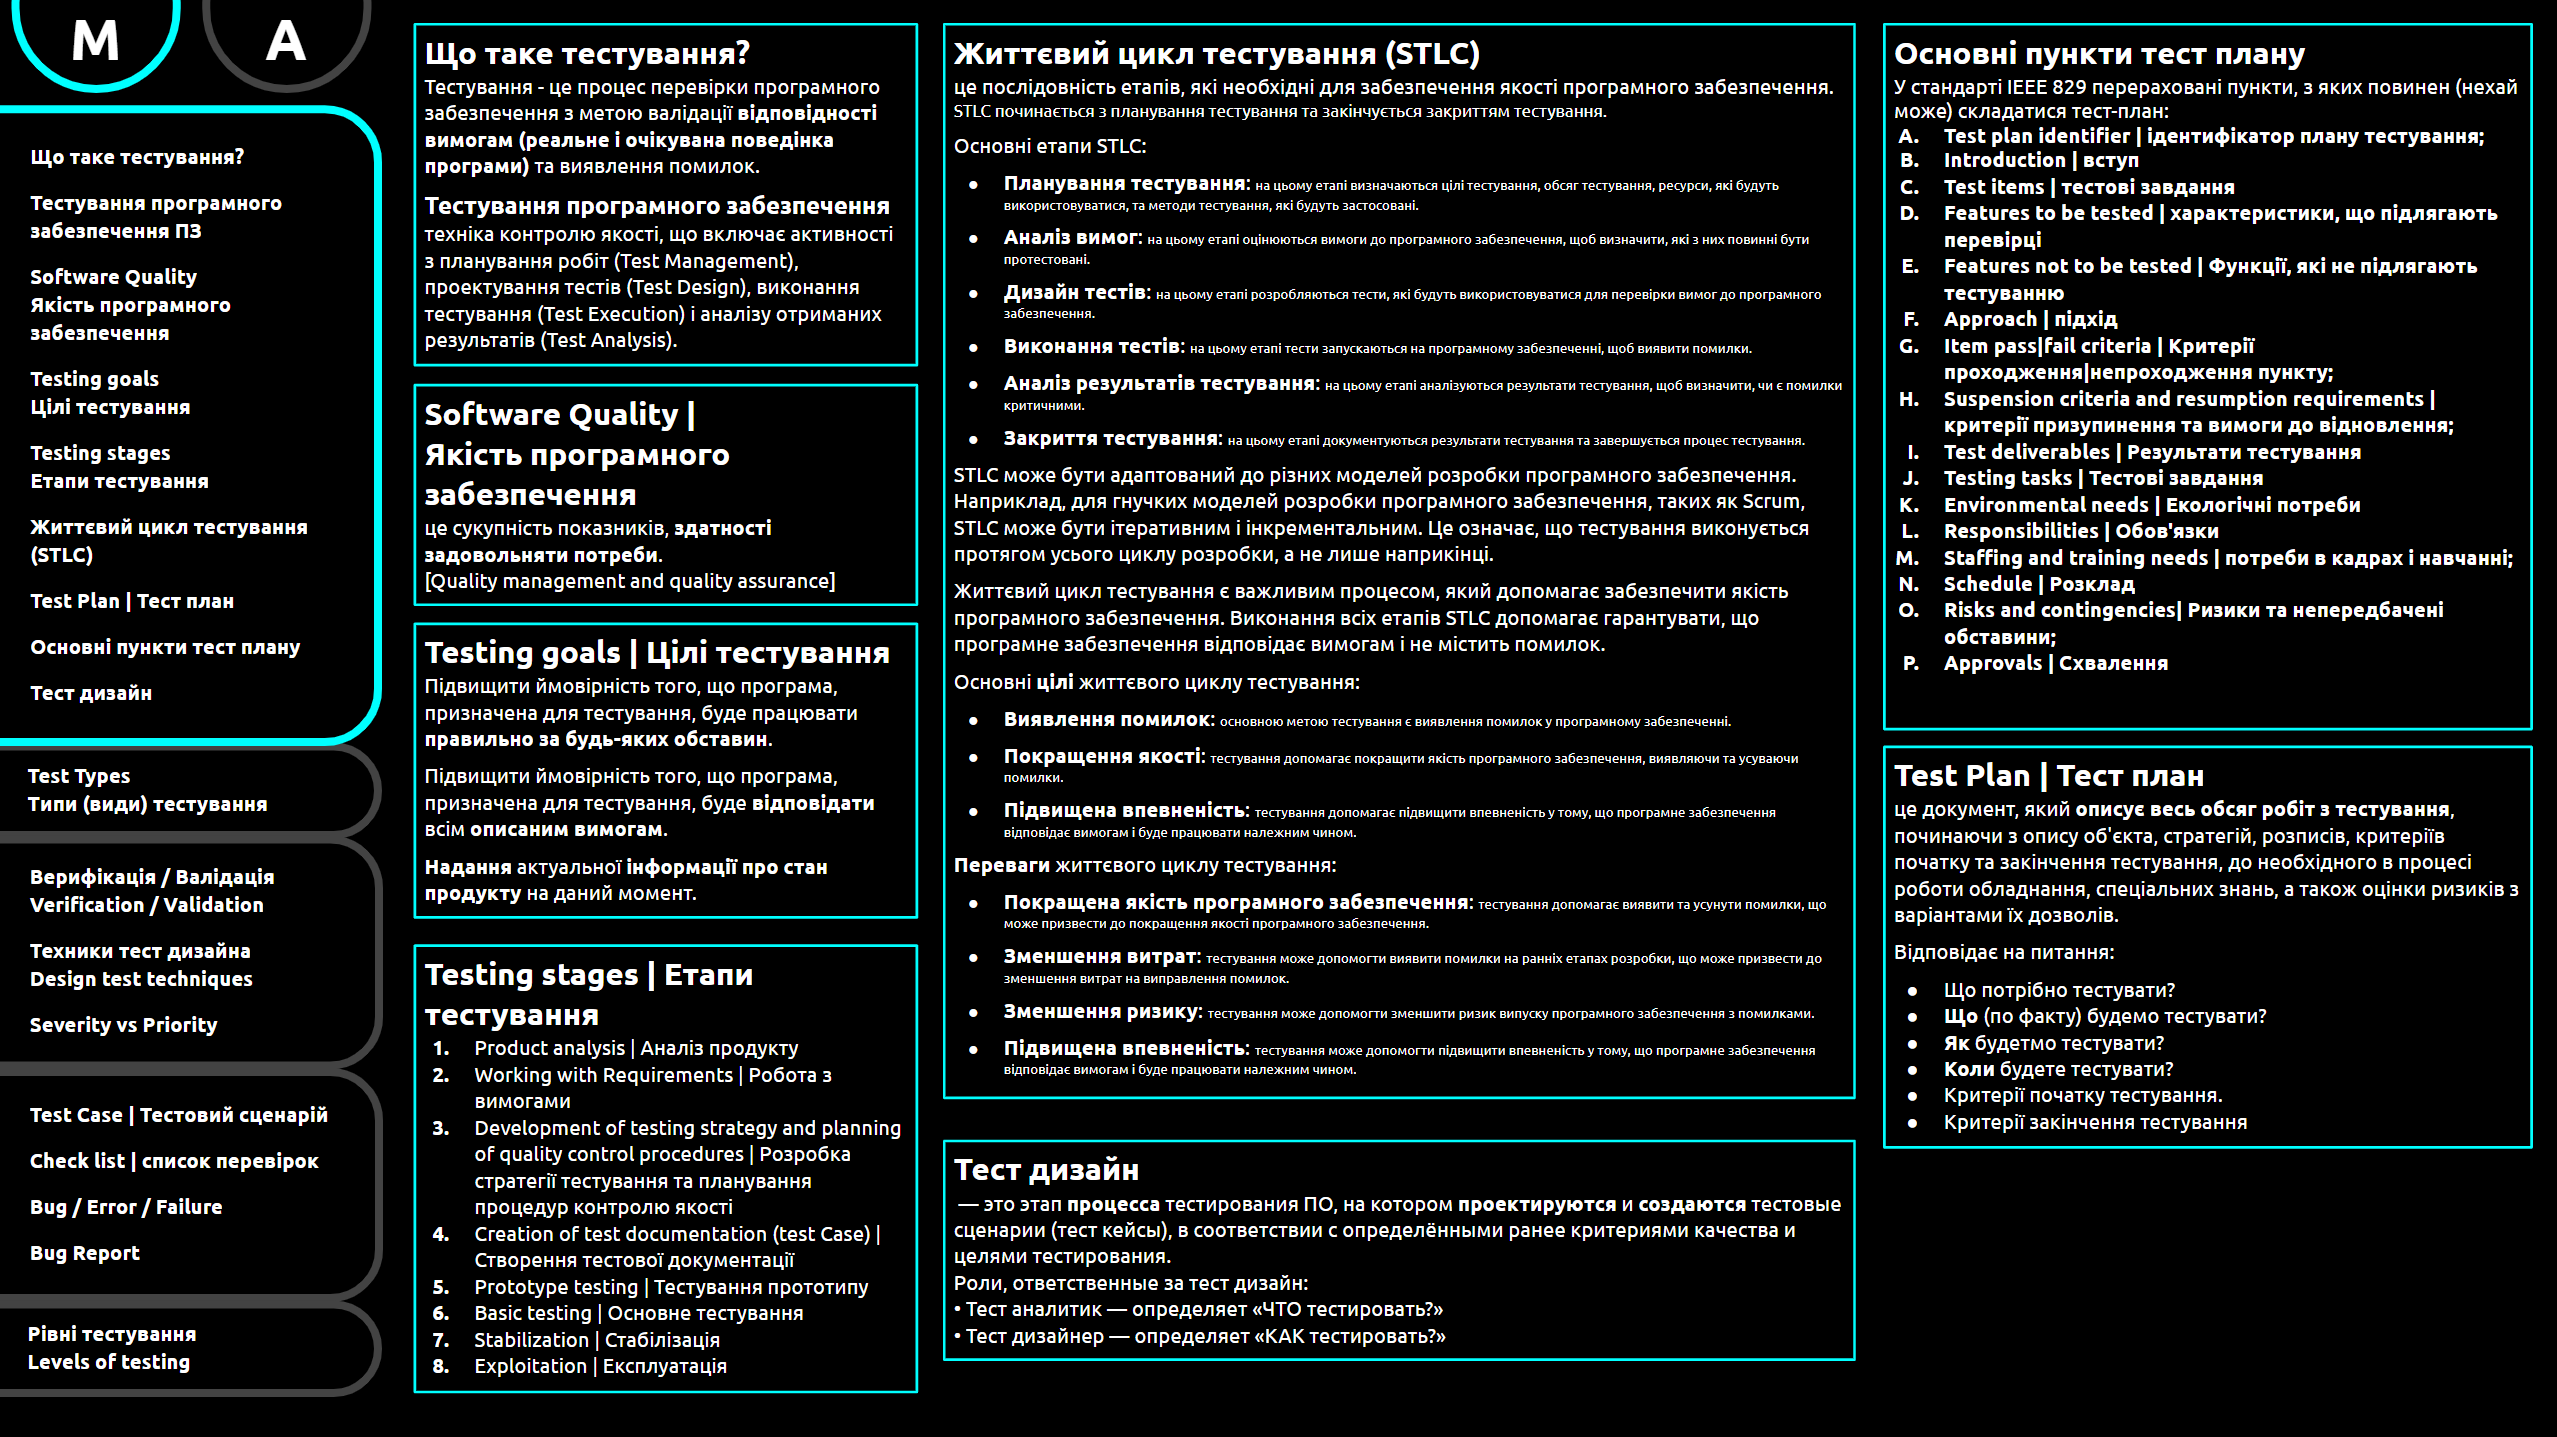 М
А
Що таке тестування?
Тестування програмного
забезпечення ПЗ
Software Quality
Якість програмного
забезпечення
Testing goals
Цілі тестування
Testing stages
Етапи тестування
Життєвий цикл тестування
(STLC)
Test Plan | Тест план
Основні пункти тест плану
Тест дизайн
Test Types
Типи (види) тестування
Верифікація / Валідація
Verification / Validation
Техники тест дизайна
Design test techniques
Severity vs Priority
Test Case | Тестовий сценарій
Check list | список перевірок
Bug / Error / Failure
Bug Report
Рівні тестування
Levels of testing
Що таке тестування?
Тестування - це процес перевірки програмного
забезпечення з метою валідації відповідності
вимогам (реальне і очікувана поведінка
програми) та виявлення помилок.
Тестування програмного забезпечення
техніка контролю якості, що включає активності
з планування робіт (Test Management),
проектування тестів (Test Design), виконання
тестування (Test Execution) і аналізу отриманих
результатів (Test Analysis).
Software Quality |
Якість програмного
забезпечення
це сукупність показників, здатності
задовольняти потреби.
[Quality management and quality assurance]
Testing goals | Цілі тестування
Підвищити ймовірність того, що програма,
призначена для тестування, буде працювати
правильно за будь-яких обставин.
Підвищити ймовірність того, що програма,
призначена для тестування, буде відповідати
всім описаним вимогам.
Надання актуальної інформації про стан
продукту на даний момент.
Testing stages | Етапи
тестування
1. Product analysis | Аналіз продукту
2. Working with Requirements | Робота з
вимогами
3. Development of testing strategy and planning
of quality control procedures | Розробка
стратегії тестування та планування
процедур контролю якості
4. Creation of test documentation (test Case) |
Створення тестової документації
5. Prototype testing | Тестування прототипу
6. Basic testing | Основне тестування
7. Stabilization | Стабілізація
8. Exploitation | Експлуатація
Життєвий цикл тестування (STLC)
це послідовність етапів, які необхідні для забезпечення якості програмного забезпечення.
STLC починається з планування тестування та закінчується закриттям тестування.
Основні етапи STLC:
● Планування тестування: на цьому етапі визначаються цілі тестування, обсяг тестування, ресурси, які будуть
використовуватися, та методи тестування, які будуть застосовані.
● Аналіз вимог: на цьому етапі оцінюються вимоги до програмного забезпечення, щоб визначити, які з них повинні бути
протестовані.
● Дизайн тестів: на цьому етапі розробляються тести, які будуть використовуватися для перевірки вимог до програмного
забезпечення.
● Виконання тестів: на цьому етапі тести запускаються на програмному забезпеченні, щоб виявити помилки.
● Аналіз результатів тестування: на цьому етапі аналізуються результати тестування, щоб визначити, чи є помилки
критичними.
● Закриття тестування: на цьому етапі документуються результати тестування та завершується процес тестування.
STLC може бути адаптований до різних моделей розробки програмного забезпечення.
Наприклад, для гнучких моделей розробки програмного забезпечення, таких як Scrum,
STLC може бути ітеративним і інкрементальним. Це означає, що тестування виконується
протягом усього циклу розробки, а не лише наприкінці.
Життєвий цикл тестування є важливим процесом, який допомагає забезпечити якість
програмного забезпечення. Виконання всіх етапів STLC допомагає гарантувати, що
програмне забезпечення відповідає вимогам і не містить помилок.
Основні цілі життєвого циклу тестування:
● Виявлення помилок: основною метою тестування є виявлення помилок у програмному забезпеченні.
● Покращення якості: тестування допомагає покращити якість програмного забезпечення, виявляючи та усуваючи
помилки.
● Підвищена впевненість: тестування допомагає підвищити впевненість у тому, що програмне забезпечення
відповідає вимогам і буде працювати належним чином.
Переваги життєвого циклу тестування:
● Покращена якість програмного забезпечення: тестування допомагає виявити та усунути помилки, що
може призвести до покращення якості програмного забезпечення.
● Зменшення витрат: тестування може допомогти виявити помилки на ранніх етапах розробки, що може призвести до
зменшення витрат на виправлення помилок.
● Зменшення ризику: тестування може допомогти зменшити ризик випуску програмного забезпечення з помилками.
● Підвищена впевненість: тестування може допомогти підвищити впевненість у тому, що програмне забезпечення
відповідає вимогам і буде працювати належним чином.
Тест дизайн
— это этап процесса тестирования ПО, на котором проектируются и создаются тестовые
сценарии (тест кейсы), в соответствии с определёнными ранее критериями качества и
целями тестирования.
Роли, ответственные за тест дизайн:
• Тест аналитик — определяет «ЧТО тестировать?»
• Тест дизайнер — определяет «КАК тестировать?»
Основні пункти тест плану
У стандарті IEEE 829 перераховані пункти, з яких повинен (нехай
може) складатися тест-план:
A. Test plan identifier | ідентифікатор плану тестування;
B. Introduction | вступ
C. Test items | тестові завдання
D. Features to be tested | характеристики, що підлягають
перевірці
E. Features not to be tested | Функції, які не підлягають
тестуванню
F. Approach | підхід
G. Item pass|fail criteria | Критерії
проходження|непроходження пункту;
H. Suspension criteria and resumption requirements |
критерії призупинення та вимоги до відновлення;
I. Test deliverables | Результати тестування
J. Testing tasks | Тестові завдання
K. Environmental needs | Екологічні потреби
L. Responsibilities | Обов'язки
M. Staffing and training needs | потреби в кадрах і навчанні;
N. Schedule | Розклад
O. Risks and contingencies| Ризики та непередбачені
обставини;
P. Approvals | Схвалення
Test Plan | Тест план
це документ, який описує весь обсяг робіт з тестування,
починаючи з опису об'єкта, стратегій, розписів, критеріїв
початку та закінчення тестування, до необхідного в процесі
роботи обладнання, спеціальних знань, а також оцінки ризиків з
варіантами їх дозволів.
Відповідає на питання:
● Що потрібно тестувати?
● Що (по факту) будемо тестувати?
● Як будетмо тестувати?
● Коли будете тестувати?
● Критерії початку тестування.
● Критерії закінчення тестування